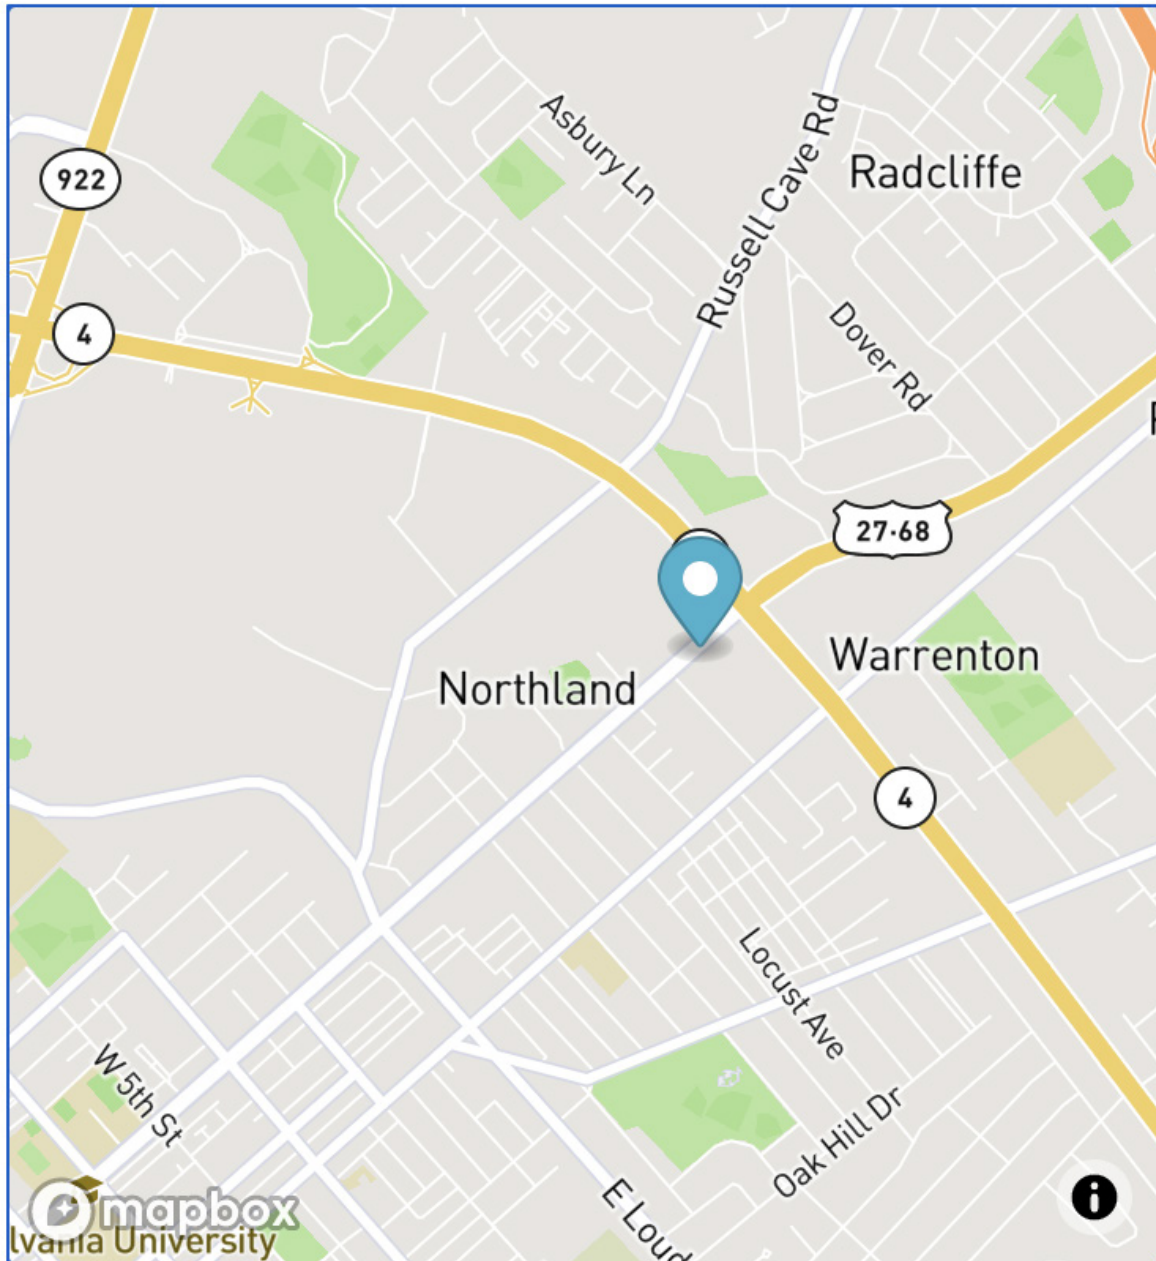 Asbury Ln
Russell Cave Rd
Radcliffe
922
4
Dover Rd
27·68
Northland
Warrenton
4
Locust Ave
W 5th St
Oak Hill Dr
E Loud
mapbox
lvania University